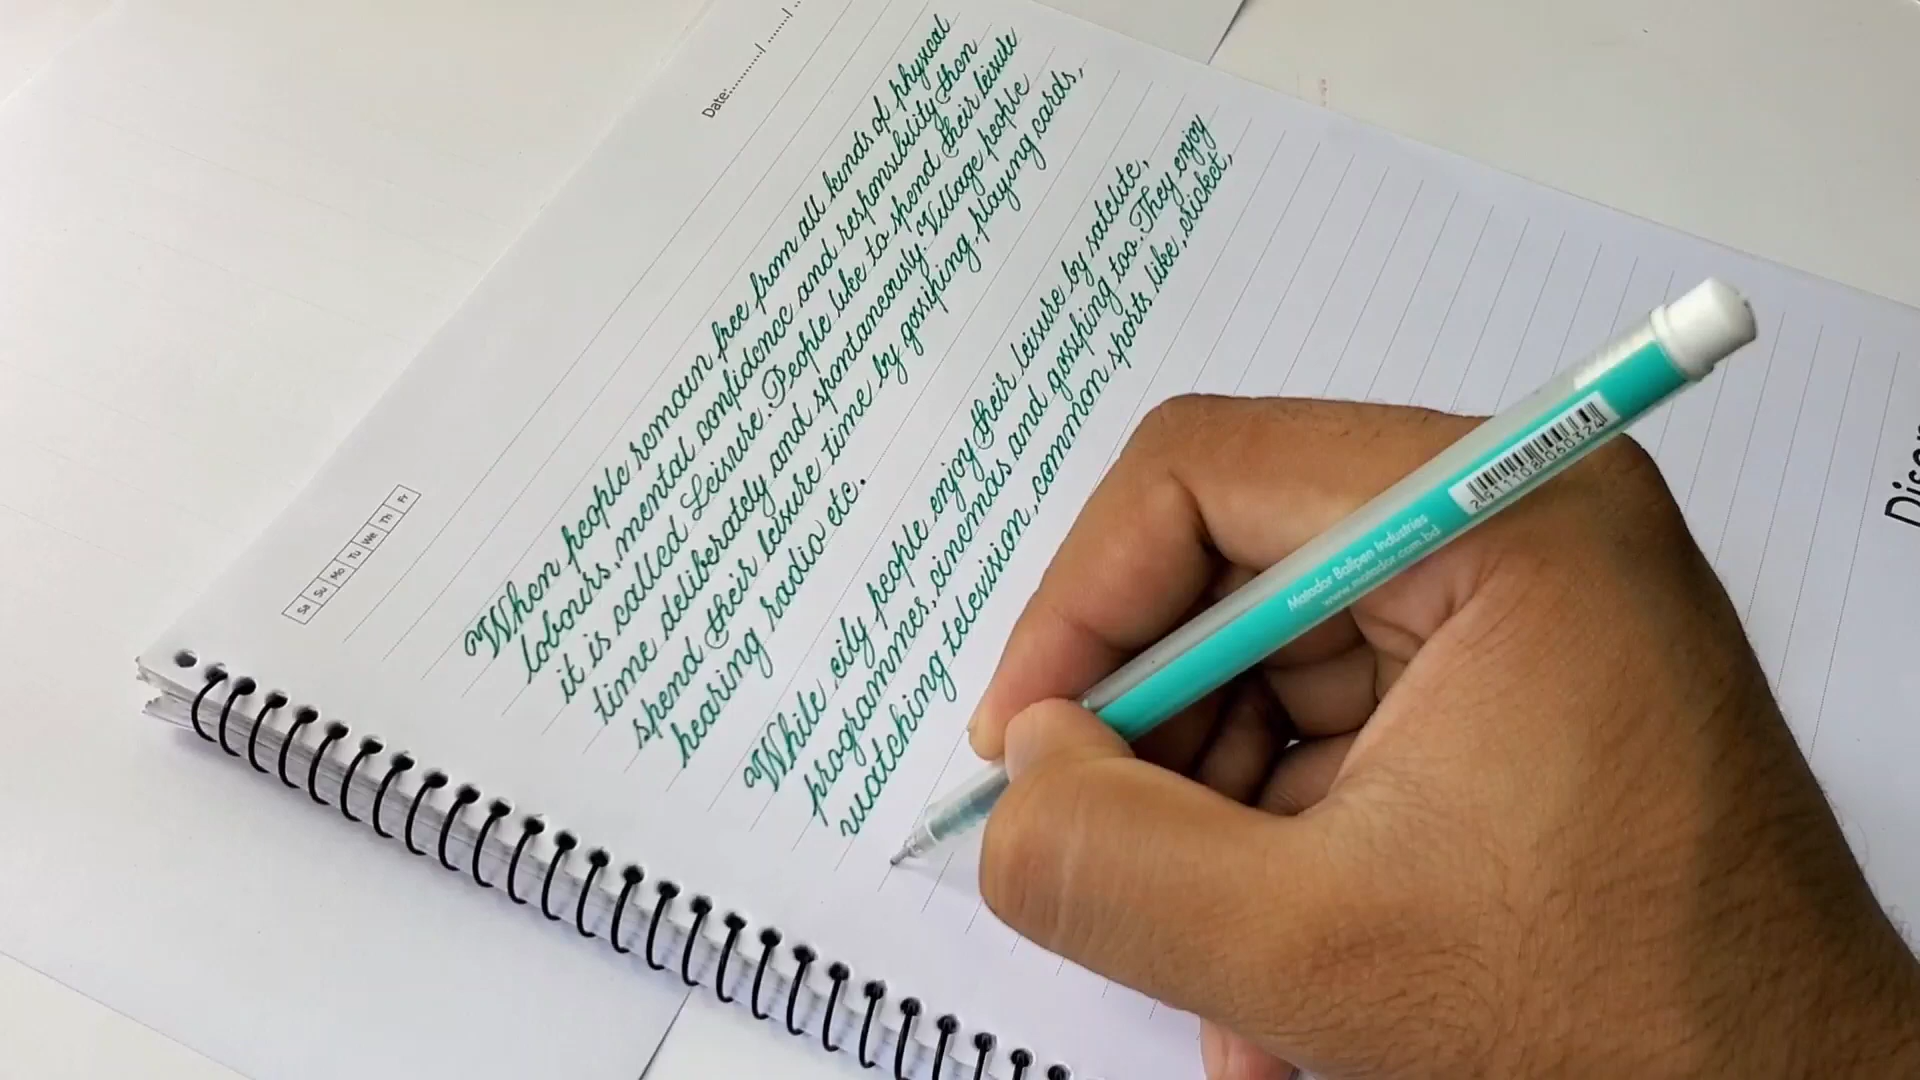 Date:
Sa Su Mo Tu We Th Fr
When people remain free from all kinds of physical
lobours, mental confidence and responsibility then
it is called Leisure. People like to spend their leisure
time deliberately and spontaneously. Village people
spend their leisure time by gossiping, playing cards,
hearing radio etc.
While city people enjoy their leisure by satelite,
programmes, cinemas and gossiping too. They enjoy
watching television, common sports like, cricket,
Matador Ballpen Industries
www.matador.com.bd